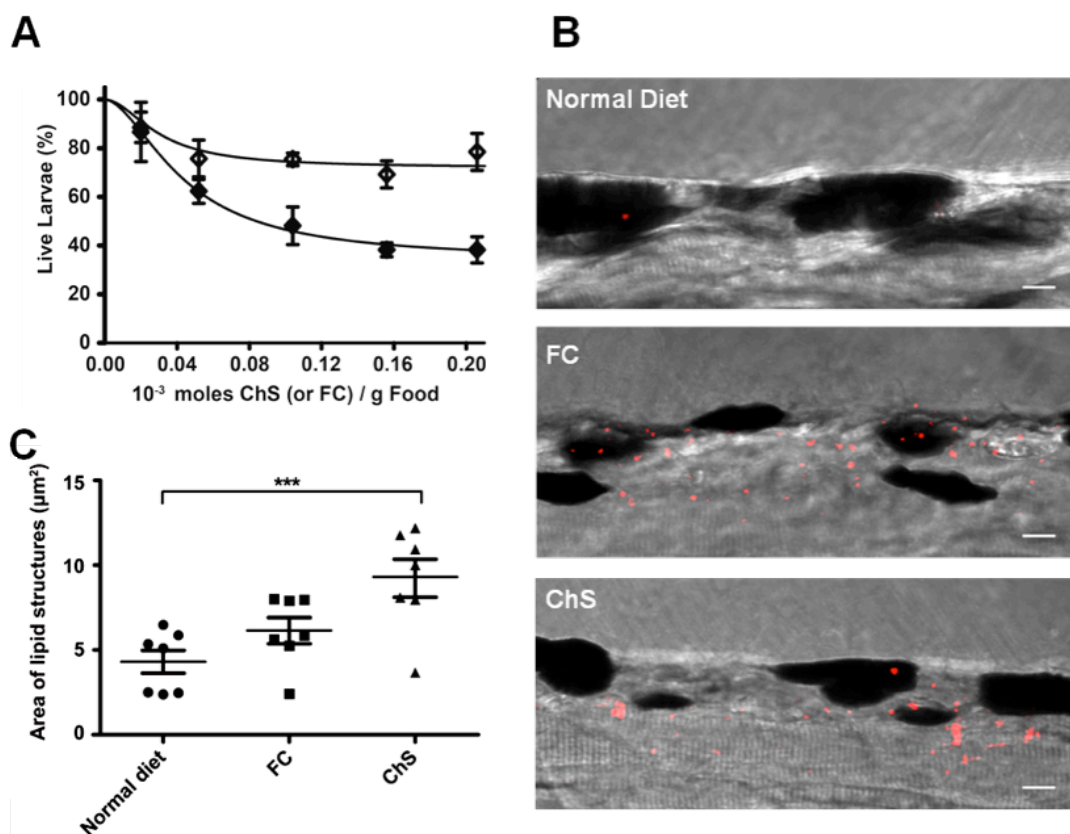 A
Live Larvae (%)
100
80
60
40
20
0
0.00 0.04 0.08 0.12 0.16 0.20
10⁻³ moles ChS (or FC) / g Food
B
Normal Diet
FC
ChS
C
Area of lipid structures (µm²)
15
10
5
0
***
Normal diet
FC
ChS